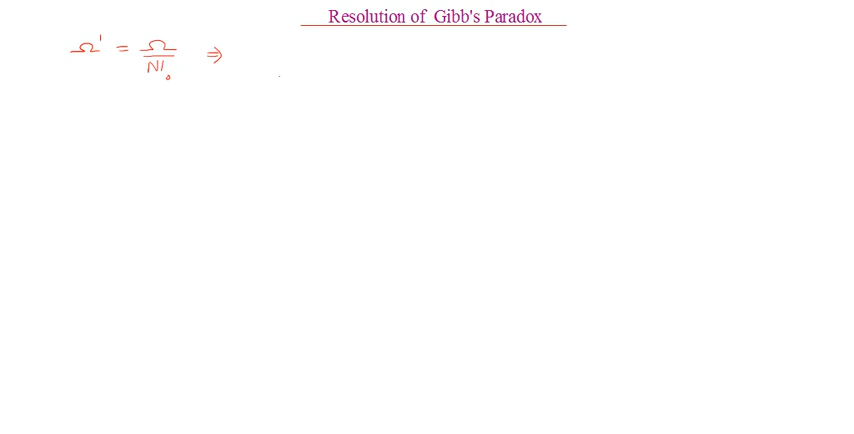 Resolution of Gibb's Paradox
Ω' = Ω / N! ⇒